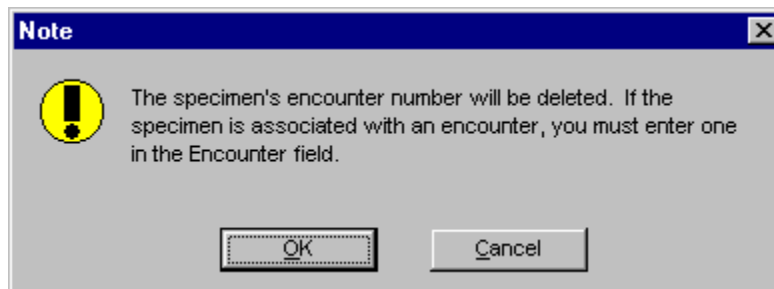 Note
The specimen's encounter number will be deleted. If the
specimen is associated with an encounter, you must enter one
in the Encounter field.
OK
Cancel